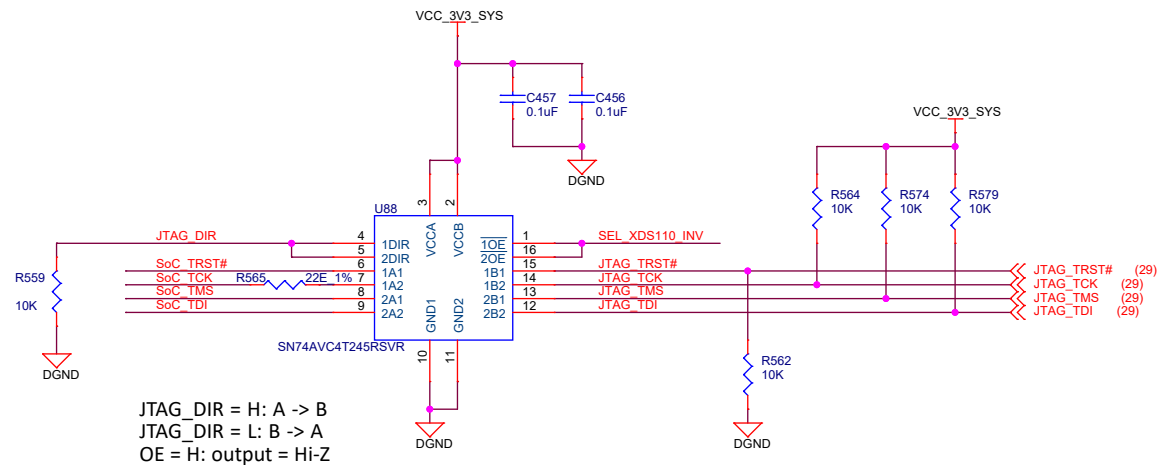 VCC_3V3_SYS
C457
0.1uF
C456
0.1uF
DGND
VCC_3V3_SYS
R564
10K
R574
10K
R579
10K
U88
3
2
VCCA
VCCB
JTAG_DIR
4
1DIR
5
2DIR
SoC_TRST#
6
1A1
SoC_TCK
R565
22E_1%
7
1A2
SoC_TMS
8
2A1
SoC_TDI
9
2A2
1OE
1
SEL_XDS110_INV
2OE
16
1B1
15
JTAG_TRST#
JTAG_TRST# (29)
1B2
14
JTAG_TCK
JTAG_TCK (29)
2B1
13
JTAG_TMS
JTAG_TMS (29)
2B2
12
JTAG_TDI
JTAG_TDI (29)
GND1
GND2
10
11
SN74AVC4T245RSVR
R559
10K
DGND
R562
10K
DGND
DGND
JTAG_DIR = H: A -> B
JTAG_DIR = L: B -> A
OE = H: output = Hi-Z